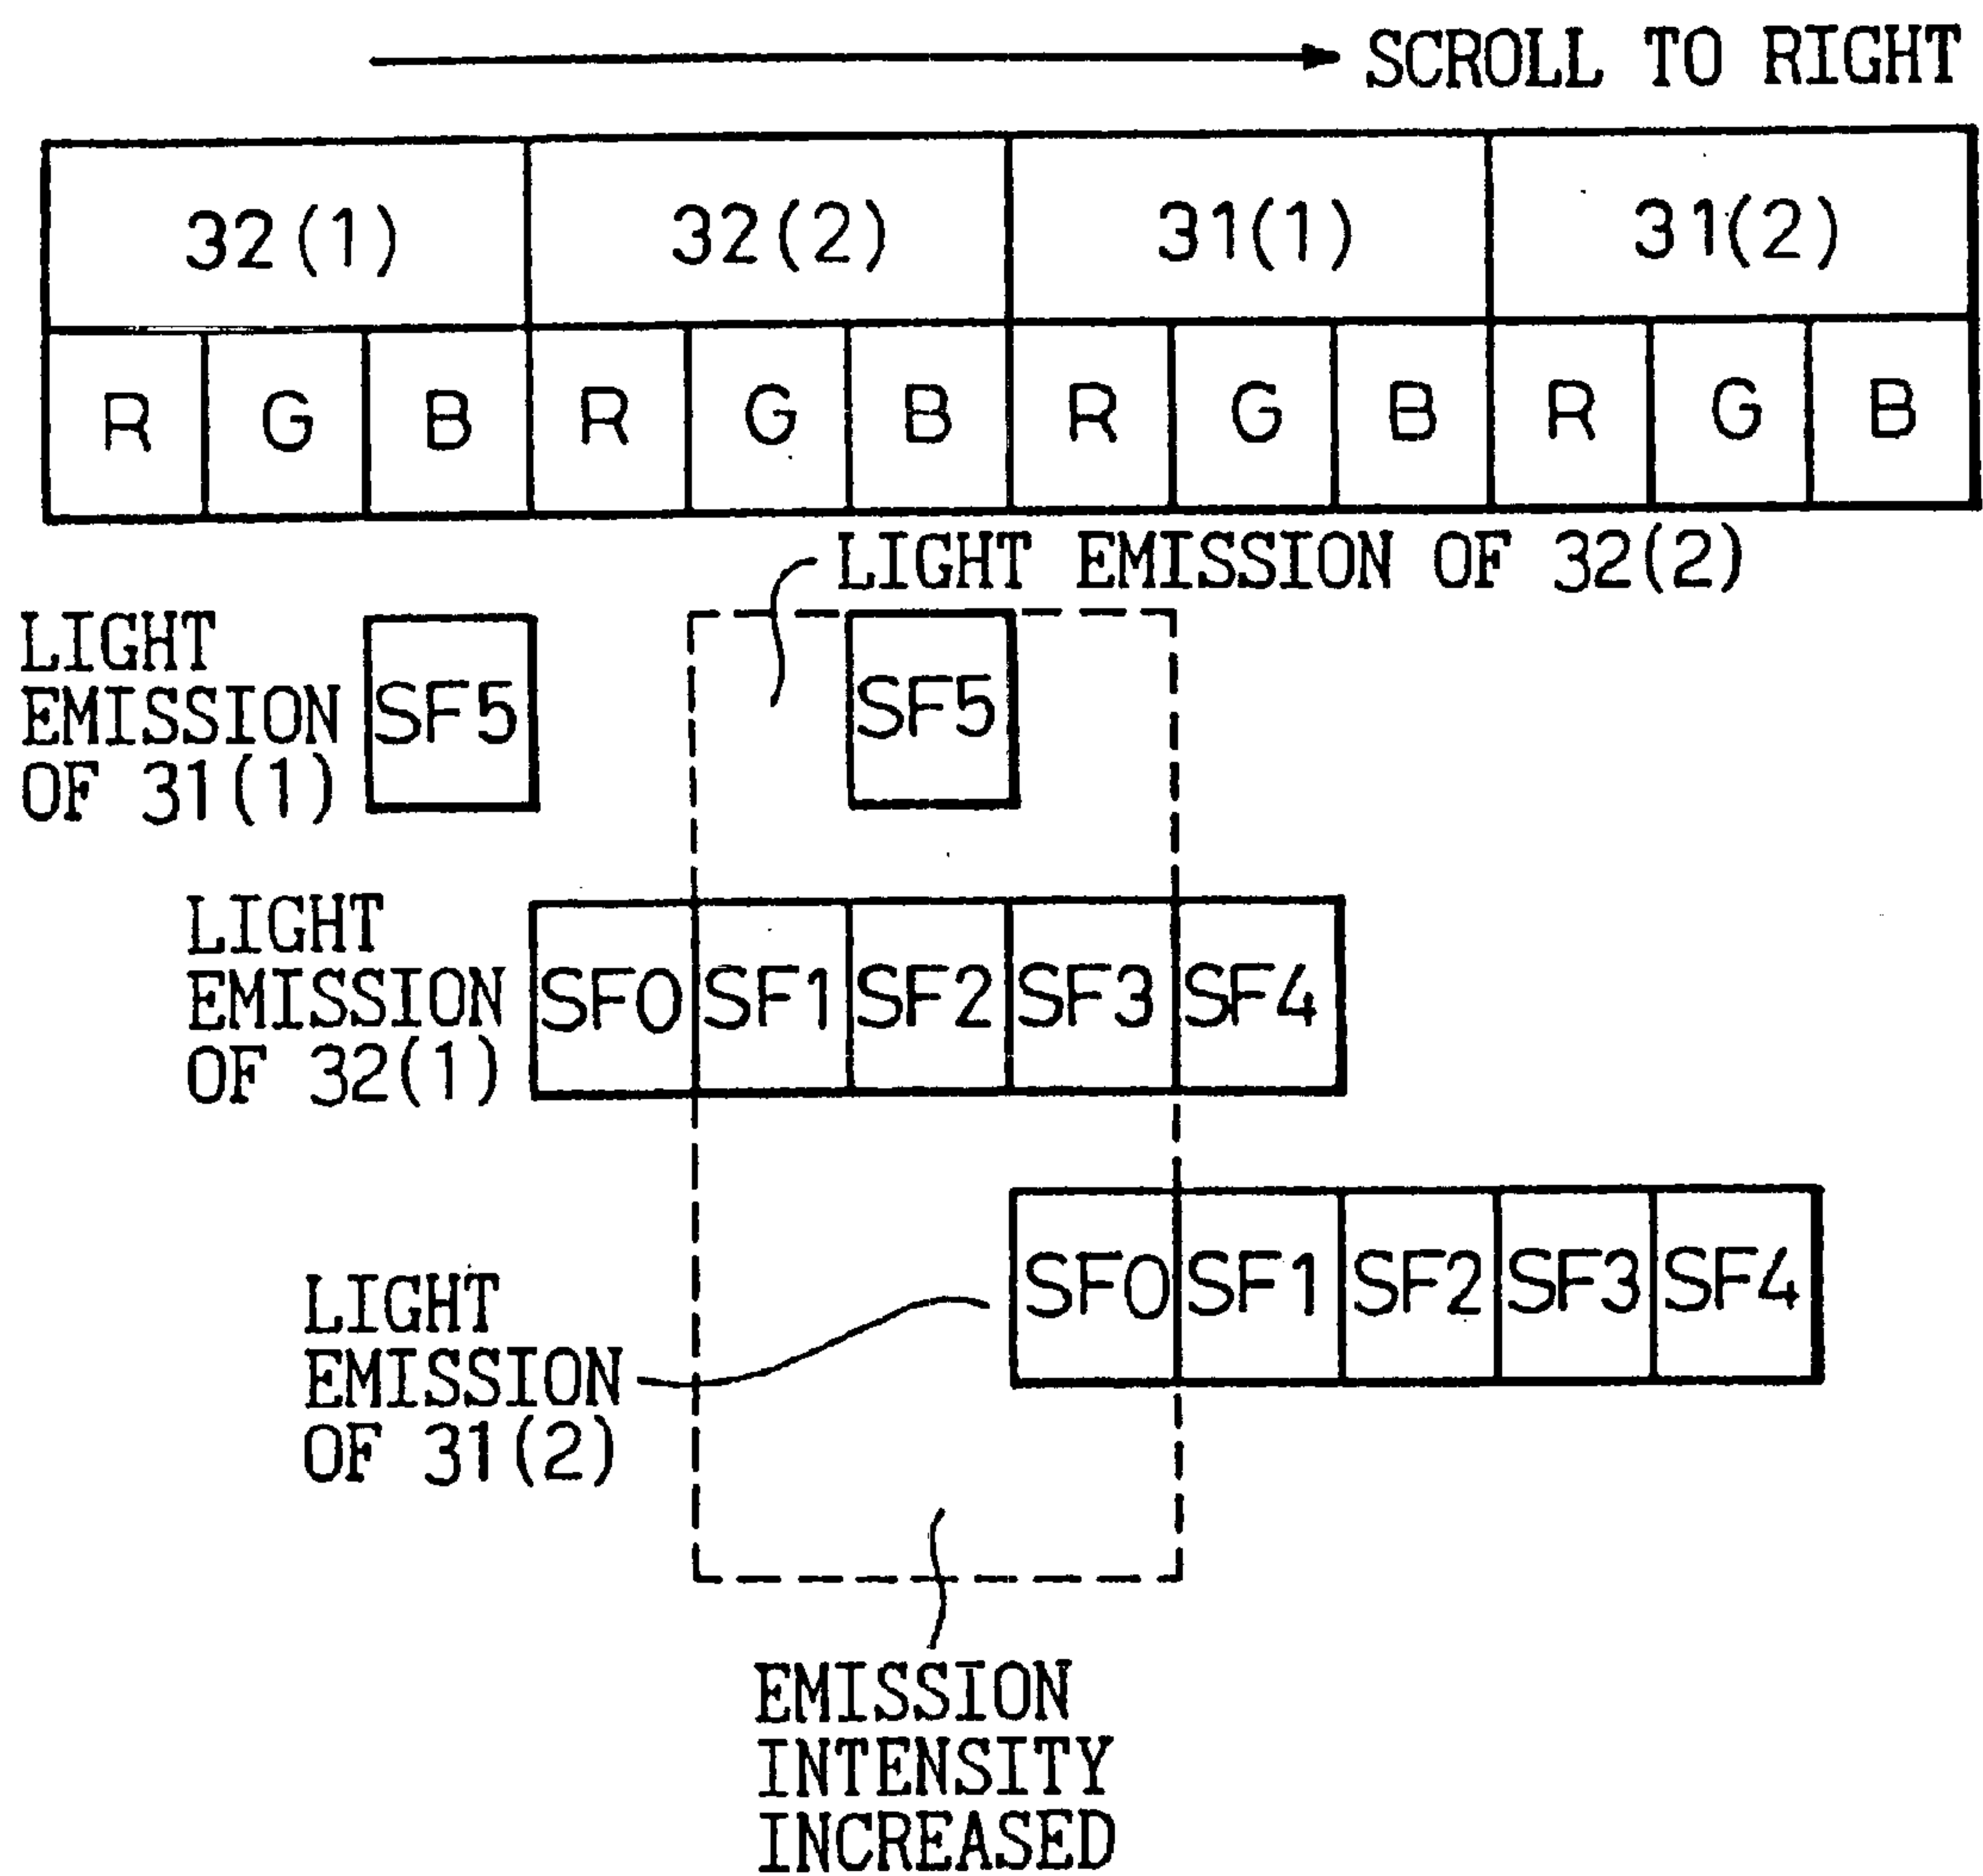 SCROLL TO RIGHT
32(1) 32(2) 31(1) 31(2)
R G B R G B R G B R G B
LIGHT EMISSION OF 32(2)
LIGHT
EMISSION
OF 31(1)
SF5 SF5
LIGHT
EMISSION
OF 32(1)
SF0 SF1 SF2 SF3 SF4
SF0 SF1 SF2 SF3 SF4
LIGHT
EMISSION
OF 31(2)
EMISSION
INTENSITY
INCREASED